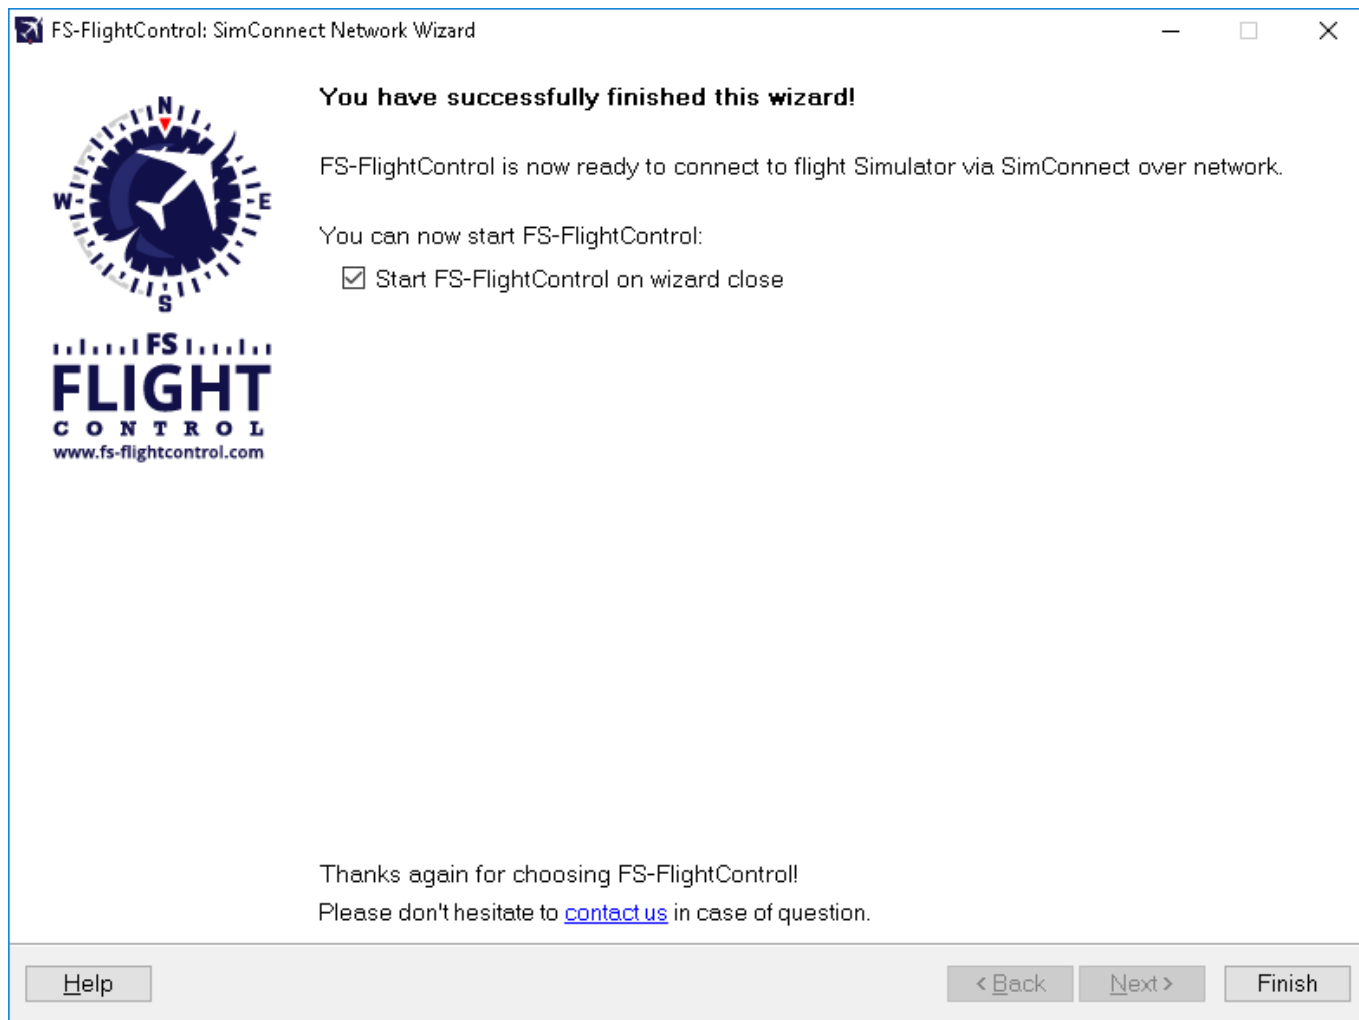 FS-FlightControl: SimConnect Network Wizard
N
W
E
S
FS
FLIGHT
CONTROL
www.fs-flightcontrol.com
You have successfully finished this wizard!
FS-FlightControl is now ready to connect to flight Simulator via SimConnect over network.
You can now start FS-FlightControl:
Start FS-FlightControl on wizard close
Thanks again for choosing FS-FlightControl!
Please don't hesitate to contact us in case of question.
Help
< Back
Next >
Finish